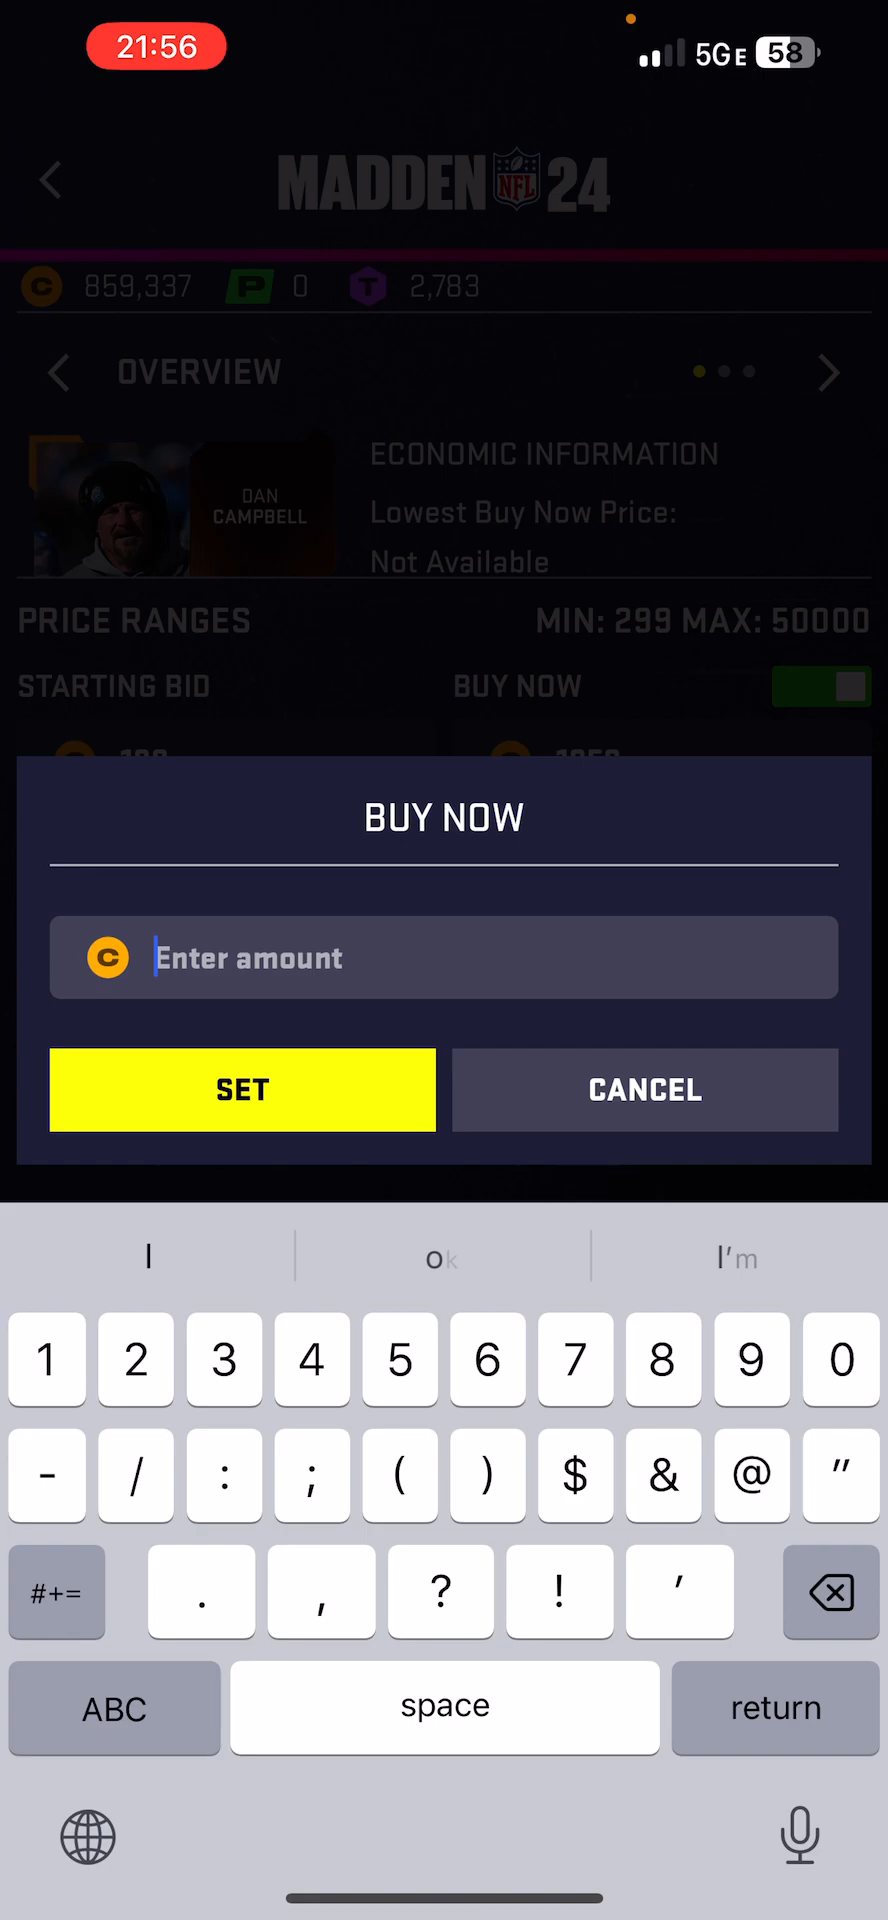 21:56
5GE 58
MADDEN NFL 24
C 859,337 P 0 T 2,783
OVERVIEW
DAN
CAMPBELL
ECONOMIC INFORMATION
Lowest Buy Now Price:
Not Available
PRICE RANGES MIN: 299 MAX: 50000
STARTING BID BUY NOW
BUY NOW
C Enter amount
SET CANCEL
I ok I'm
1 2 3 4 5 6 7 8 9 0
- / : ; ( ) $ & @ "
#+= . , ? ! '
ABC space return